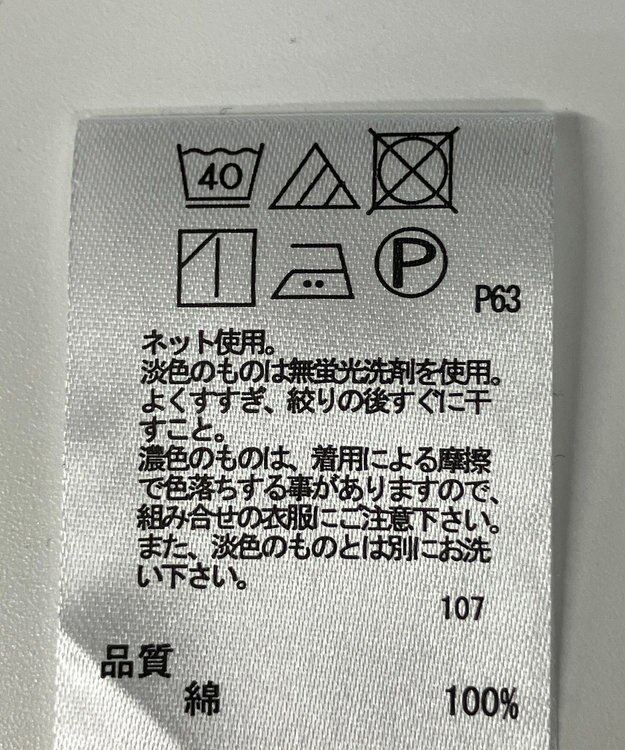 40
P
P63
ネット使用。
淡色のものは無蛍光洗剤を使用。
よくすすぎ、絞りの後すぐに干
すこと。
濃色のものは、着用による摩擦
で色落ちする事がありますので、
組み合せの衣服にご注意下さい。
また、淡色のものとは別にお洗
い下さい。
107
品質
綿 100%